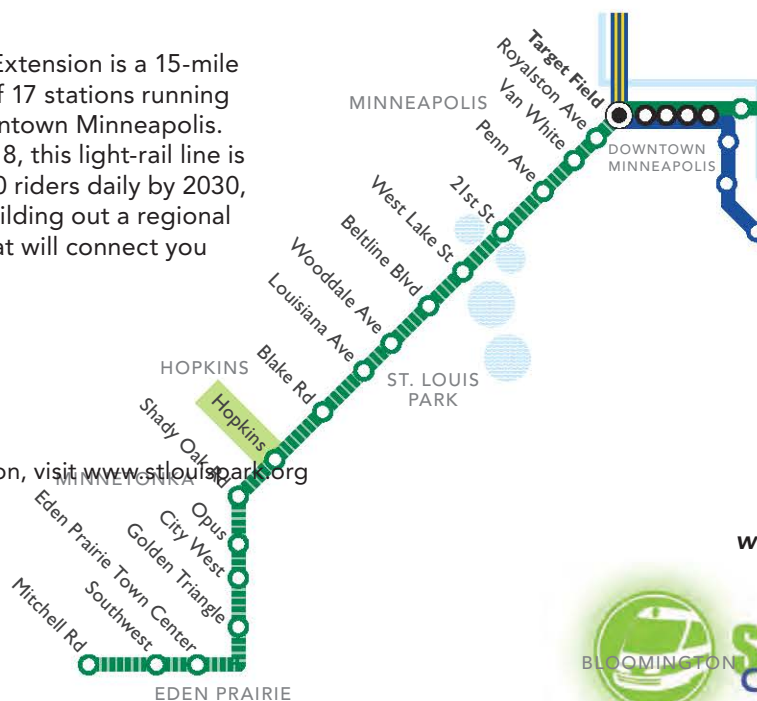 Extension is a 15-mile
f 17 stations running
ntown Minneapolis.
8, this light-rail line is
0 riders daily by 2030,
ilding out a regional
at will connect you
Target Field
Royalston Ave
Van White
MINNEAPOLIS
Penn Ave
DOWNTOWN
MINNEAPOLIS
21st St
West Lake St
Beltline Blvd
Wooddale Ave
Louisiana Ave
HOPKINS
Blake Rd
ST. LOUIS
PARK
Hopkins
Shady Oak Rd
on, visit www.stlouispark.org
MINNETONKA
Opus
City West
Golden Triangle
Eden Prairie Town Center
Southwest
Mitchell Rd
EDEN PRAIRIE
w
BLOOMINGTON